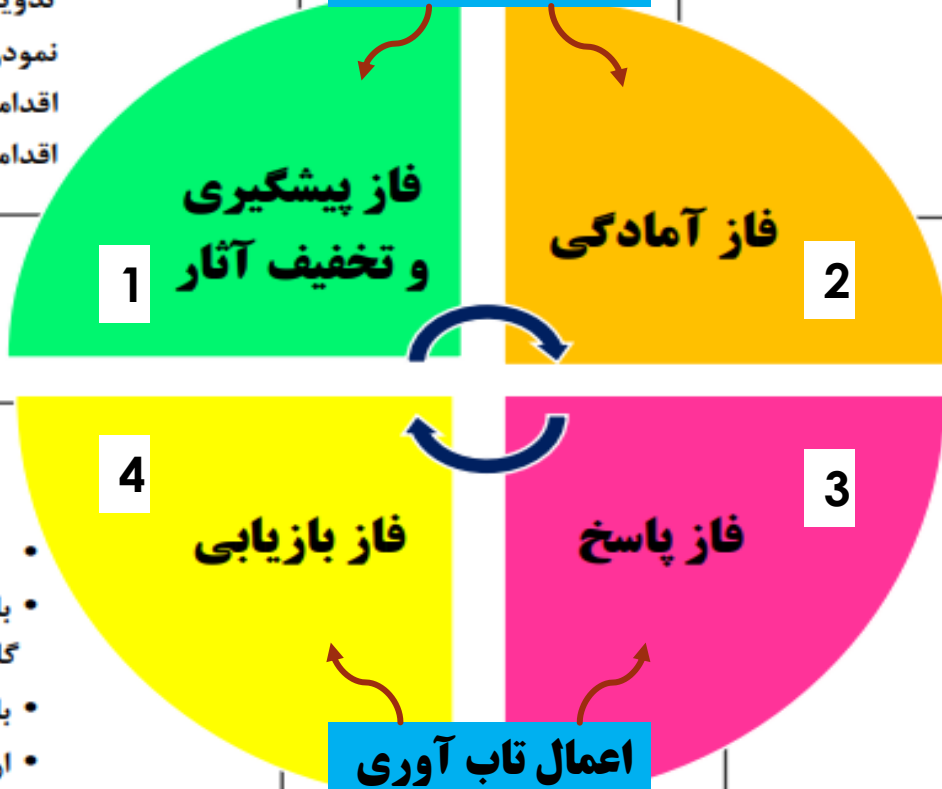 فاز پیشگیری
و تخفیف آثار
1
فاز آمادگی
2
فاز پاسخ
3
فاز بازیابی
4
اعمال تاب آوری